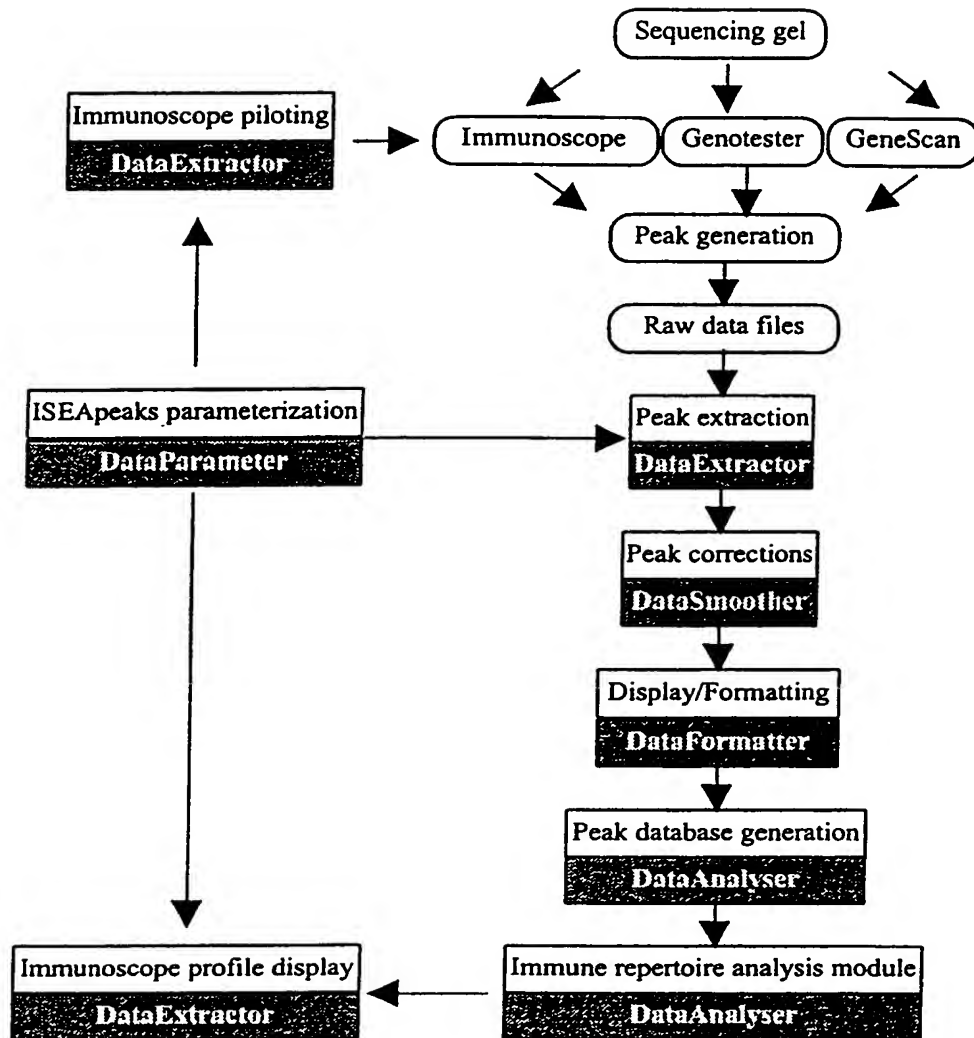 Sequencing gel
Immunoscope piloting
DataExtractor
Immunoscope
Genotester
GeneScan
Peak generation
Raw data files
ISEApeaks parameterization
DataParameter
Peak extraction
DataExtractor
Peak corrections
DataSmoother
Display/Formatting
DataFormatter
Peak database generation
DataAnalyser
Immunoscope profile display
DataExtractor
Immune repertoire analysis module
DataAnalyser